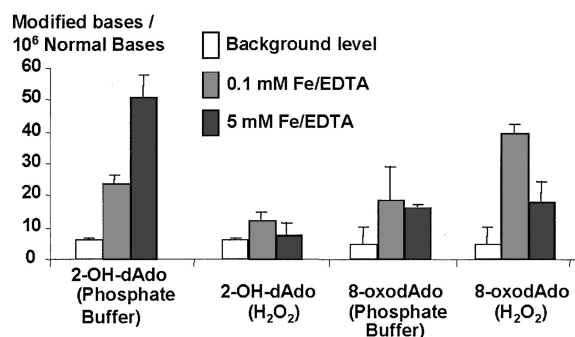 Modified bases /
10⁶ Normal Bases
60
50
40
30
20
10
0
Background level
0.1 mM Fe/EDTA
5 mM Fe/EDTA
2-OH-dAdo
(Phosphate
Buffer)
2-OH-dAdo
(H₂O₂)
8-oxodAdo
(Phosphate
Buffer)
8-oxodAdo
(H₂O₂)